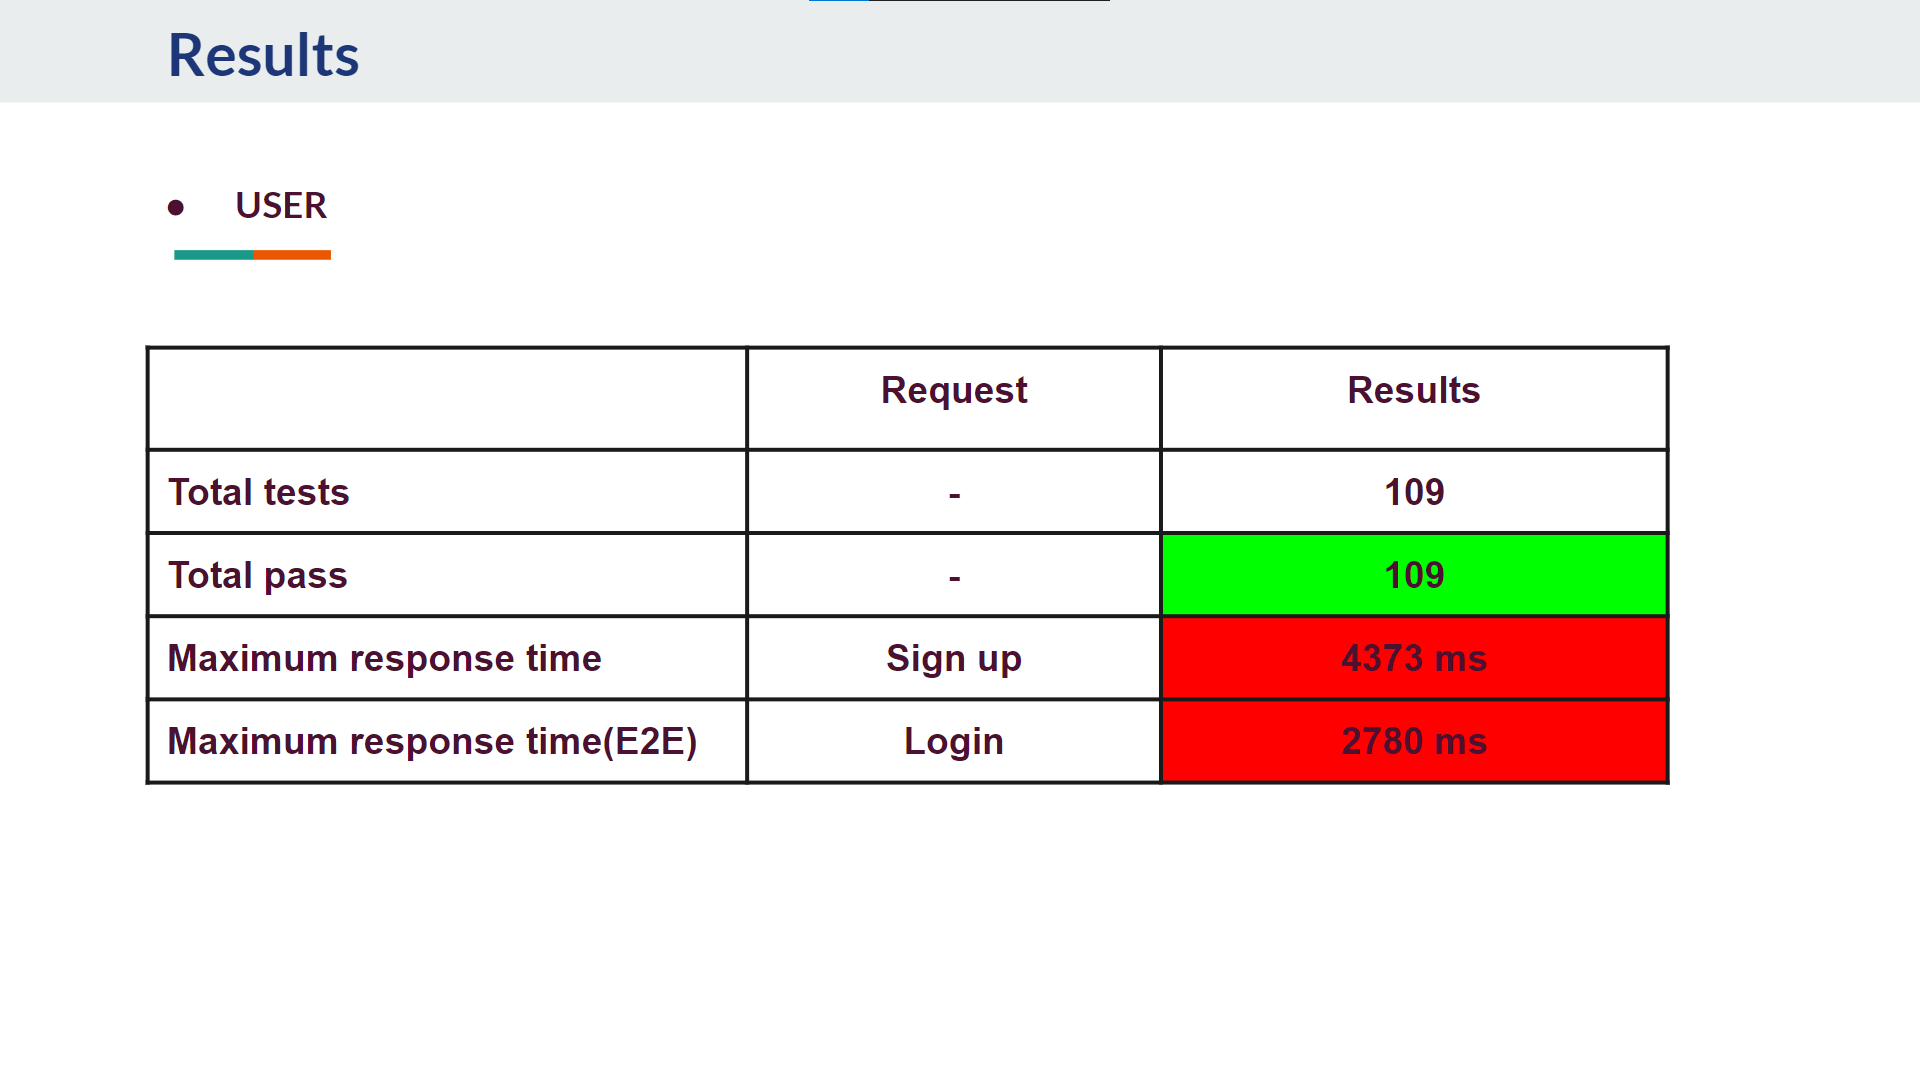 Results
● USER
Request Results
Total tests - 109
Total pass - 109
Maximum response time Sign up 4373 ms
Maximum response time(E2E) Login 2780 ms